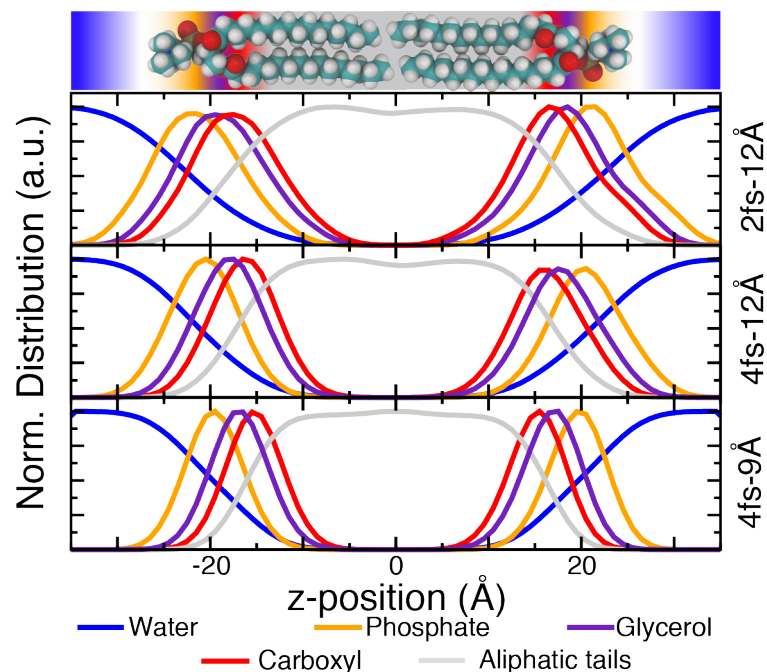 Norm. Distribution (a.u.)
2fs-12Å
4fs-12Å
4fs-9Å
-20 0 20
z-position (Å)
Water Phosphate Glycerol
Carboxyl Aliphatic tails